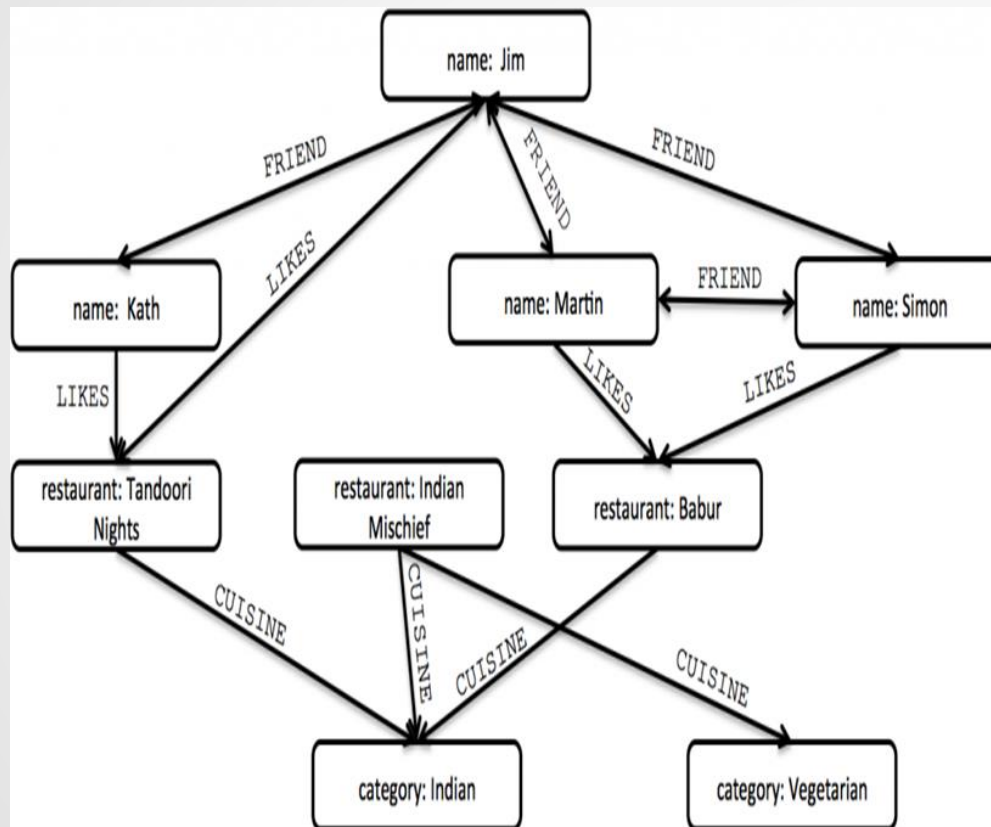 name: Jim
FRIEND
FRIEND
FRIEND
LIKES
name: Kath
name: Martin
FRIEND
name: Simon
LIKES
LIKES
LIKES
restaurant: Tandoori
Nights
restaurant: Indian
Mischief
restaurant: Babur
CUISINE
CUISINE
CUISINE
CUISINE
category: Indian
category: Vegetarian